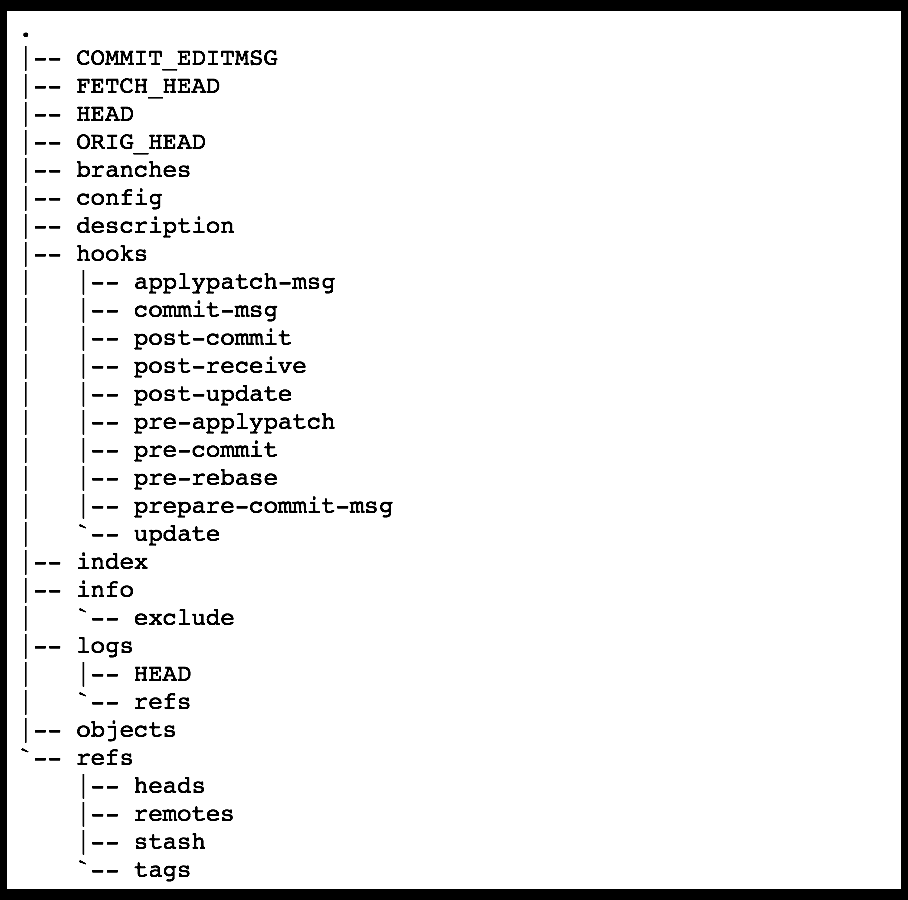 .
|-- COMMIT_EDITMSG
|-- FETCH_HEAD
|-- HEAD
|-- ORIG_HEAD
|-- branches
|-- config
|-- description
|-- hooks
|   |-- applypatch-msg
|   |-- commit-msg
|   |-- post-commit
|   |-- post-receive
|   |-- post-update
|   |-- pre-applypatch
|   |-- pre-commit
|   |-- pre-rebase
|   |-- prepare-commit-msg
|   `-- update
|-- index
|-- info
|   `-- exclude
|-- logs
|   |-- HEAD
|   `-- refs
|-- objects
`-- refs
    |-- heads
    |-- remotes
    |-- stash
    `-- tags